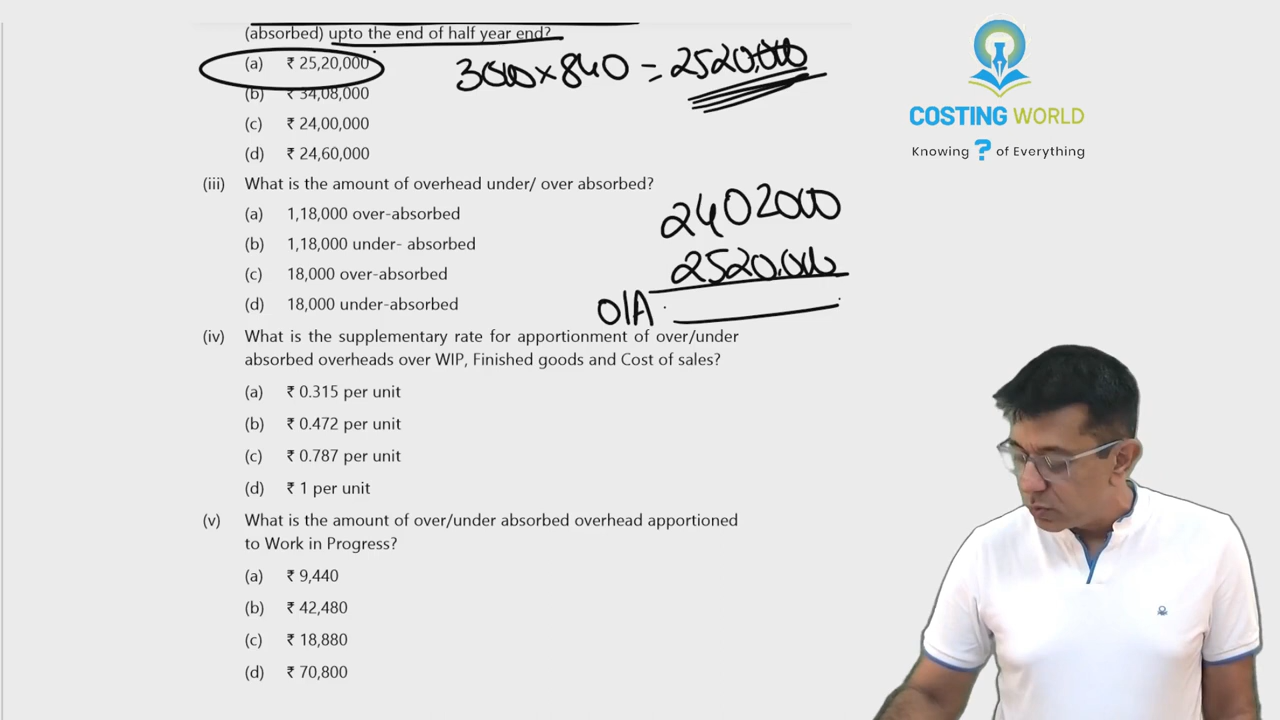 (absorbed) upto the end of half year end?
(a) ₹ 25,20,000
3000 × 840 = 2520,000
(b) ₹ 34,08,000
(c) ₹ 24,00,000
(d) ₹ 24,60,000
(iii) What is the amount of overhead under/ over absorbed?
(a) 1,18,000 over-absorbed
(b) 1,18,000 under- absorbed
(c) 18,000 over-absorbed
(d) 18,000 under-absorbed
2402000
2520,000
O/A
(iv) What is the supplementary rate for apportionment of over/under
absorbed overheads over WIP, Finished goods and Cost of sales?
(a) ₹ 0.315 per unit
(b) ₹ 0.472 per unit
(c) ₹ 0.787 per unit
(d) ₹ 1 per unit
(v) What is the amount of over/under absorbed overhead apportioned
to Work in Progress?
(a) ₹ 9,440
(b) ₹ 42,480
(c) ₹ 18,880
(d) ₹ 70,800
COSTING WORLD
Knowing ? of Everything